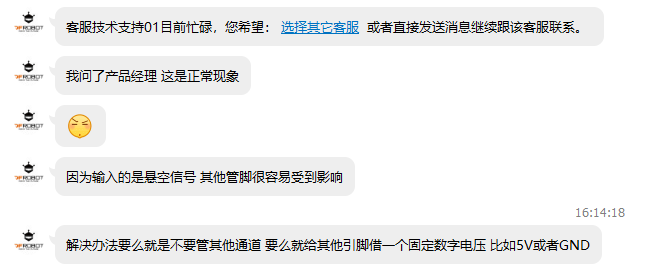 客服技术支持01目前忙碌，您希望： 选择其它客服 或者直接发送消息继续跟该客服联系。
DFROBOT
我问了产品经理 这是正常现象
DFROBOT
DFROBOT
因为输入的是悬空信号 其他管脚很容易受到影响
DFROBOT
16:14:18
解决办法要么就是不要管其他通道 要么就给其他引脚借一个固定数字电压 比如5V或者GND
DFROBOT